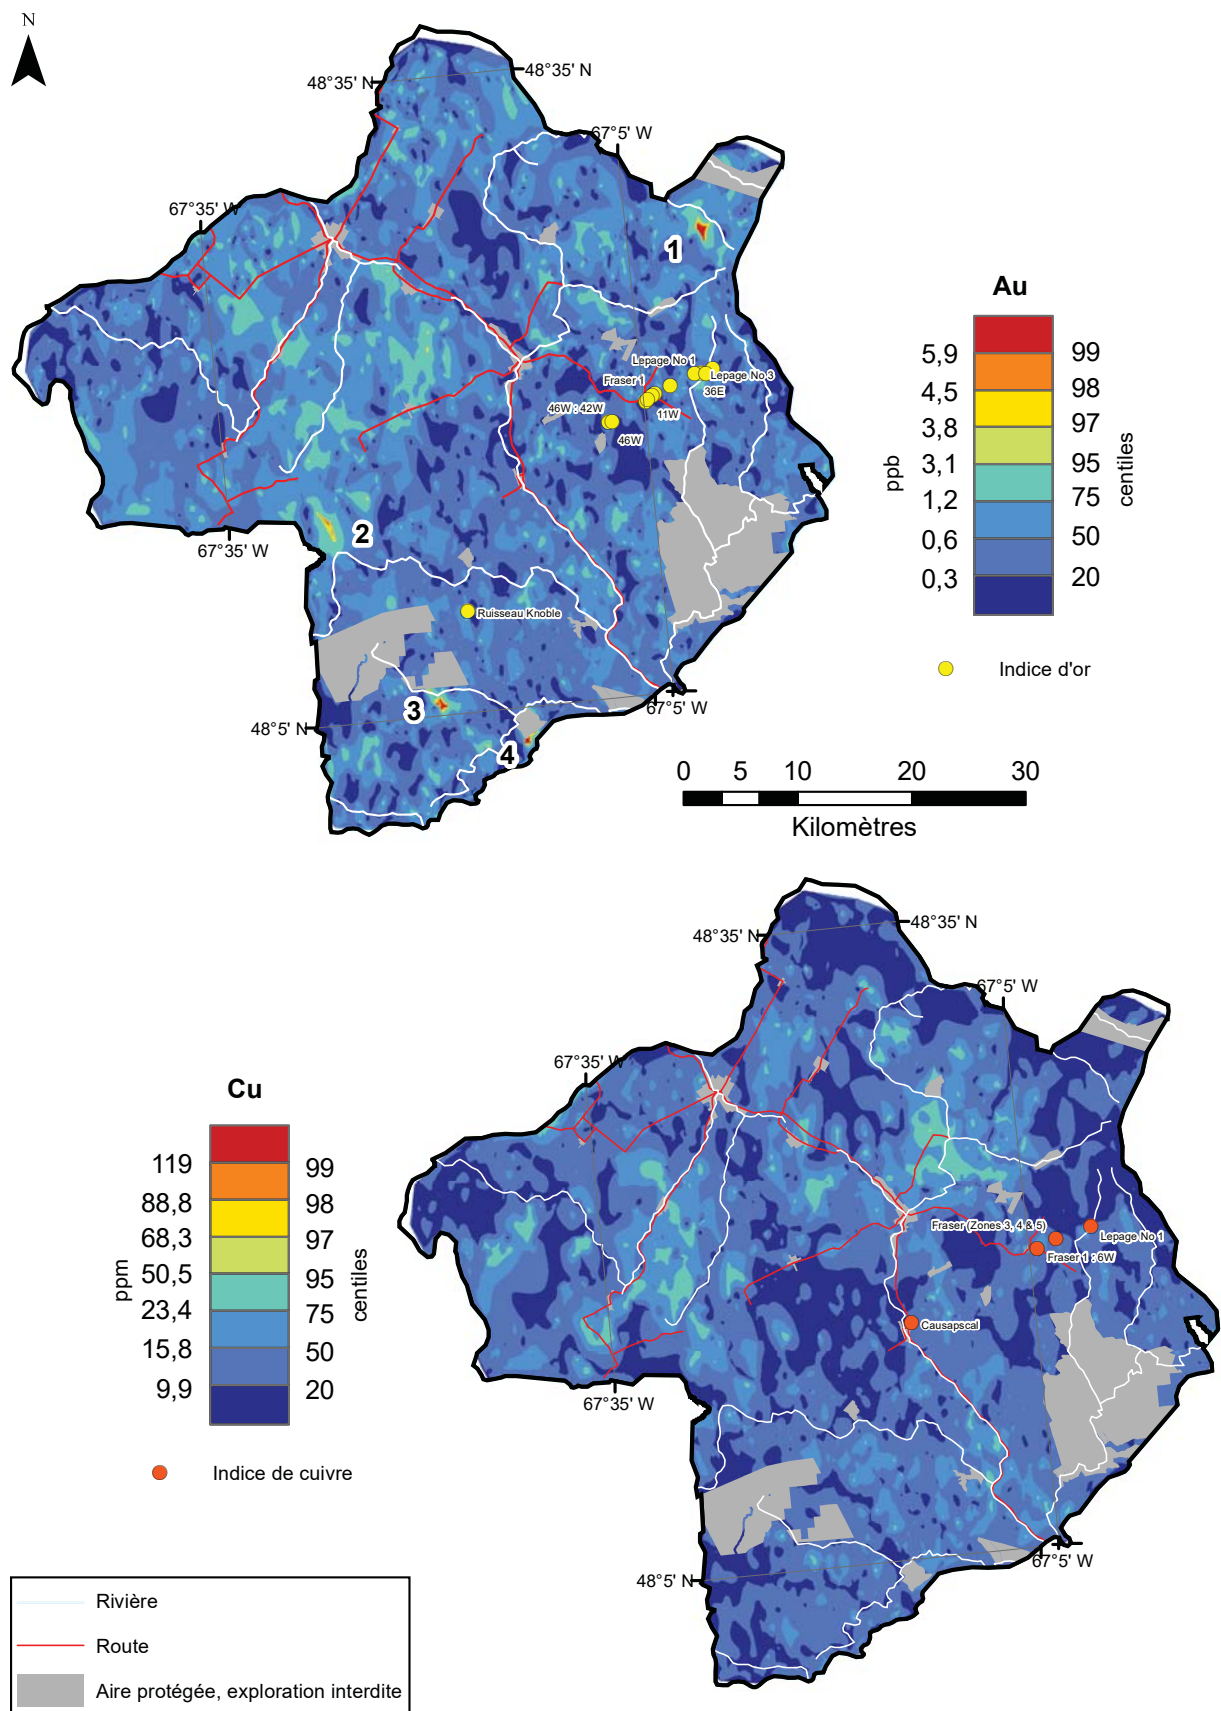 N
48°35' N
48°35' N
67°5' W
67°35' W
1
Au
5,9
4,5
3,8
3,1
1,2
0,6
0,3
ppb
99
98
97
95
75
50
20
centiles
Indice d'or
Lepage No 1
Lepage No 3
Fraser 1
36E
46W : 42W
11W
46W
2
67°35' W
Ruisseau Knoble
3
67°5' W
48°5' N
4
0 5 10 20 30
Kilomètres
48°35' N
48°35' N
67°5' W
67°35' W
Cu
119
88,8
68,3
50,5
23,4
15,8
9,9
ppm
99
98
97
95
75
50
20
centiles
Indice de cuivre
Fraser (Zones 3, 4 & 5)
Lepage No 1
Fraser 1 : 6W
Causapscal
67°35' W
67°5' W
48°5' N
Rivière
Route
Aire protégée, exploration interdite